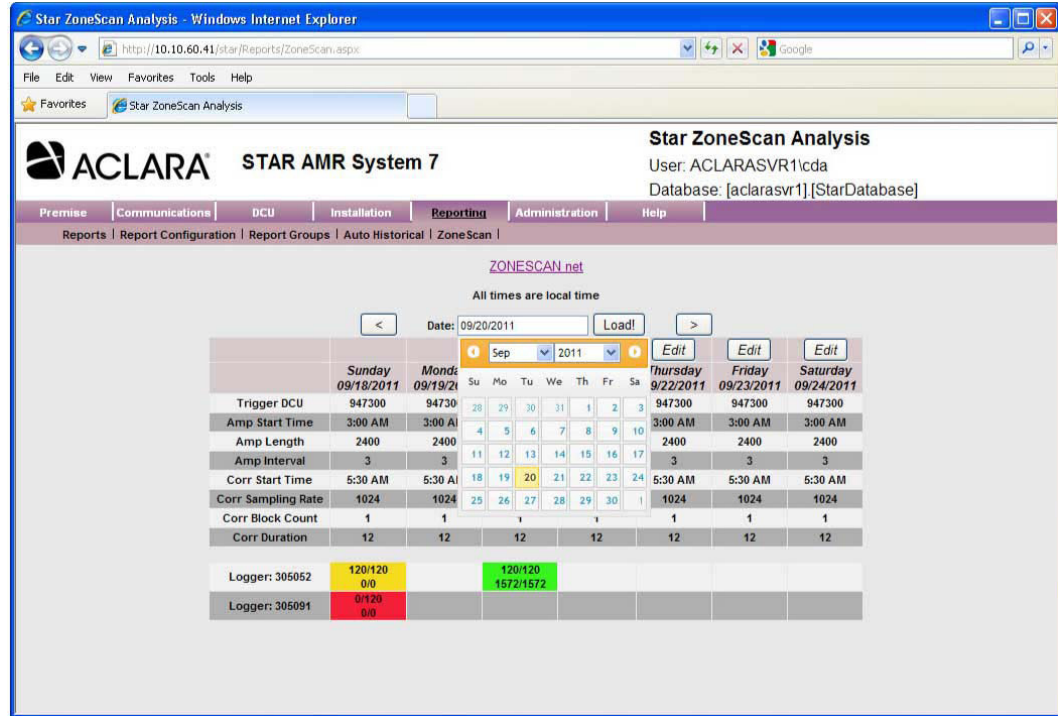 Star ZoneScan Analysis - Windows Internet Explorer
http://10.10.60.41/star/Reports/ZoneScan.aspx
Google
File Edit View Favorites Tools Help
Favorites Star ZoneScan Analysis
ACLARA STAR AMR System 7
Star ZoneScan Analysis
User: ACLARASVR1\cda
Database: [aclarasvr1].[StarDatabase]
Premise Communications DCU Installation Reporting Administration Help
Reports | Report Configuration | Report Groups | Auto Historical | ZoneScan |
ZONESCAN net
All times are local time
< Date: 09/20/2011 Load! >
Sep 2011
Edit Edit Edit
Su Mo Tu We Th Fr Sa
28 29 30 31 1 2 3
4 5 6 7 8 9 10
11 12 13 14 15 16 17
18 19 20 21 22 23 24
25 26 27 28 29 30 1
Sunday Thursday Friday Saturday
09/18/2011 09/23/2011 09/24/2011
Trigger DCU 947300 947300 947300 947300
Amp Start Time 3:00 AM 3:00 AM 3:00 AM 3:00 AM
Amp Length 2400 2400 2400 2400 2400
Amp Interval 3 3 3 3 3
Corr Start Time 5:30 AM 5:30 AM 5:30 AM 5:30 AM
Corr Sampling Rate 1024 1024 1024 1024 1024
Corr Block Count 1 1 1 1 1 1 1
Corr Duration 12 12 12 12 12 12 12
Logger: 305052 120/120 120/120
0/0 1572/1572
Logger: 305091 0/120
0/0